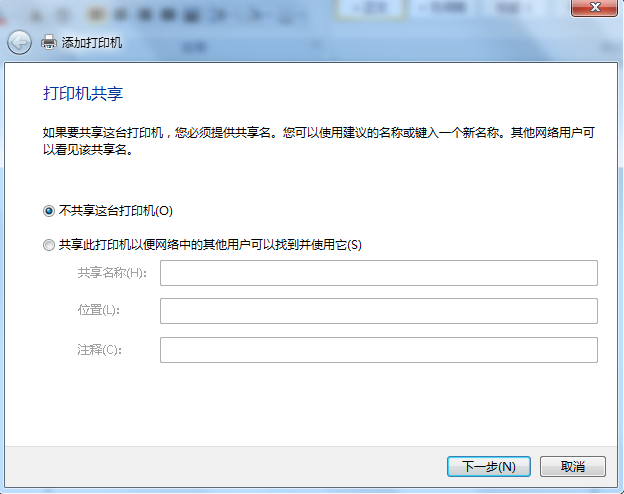 添加打印机
打印机共享
如果要共享这台打印机，您必须提供共享名。您可以使用建议的名称或键入一个新名称。其他网络用户可
以看见该共享名。
不共享这台打印机(O)
共享此打印机以便网络中的其他用户可以找到并使用它(S)
共享名称(H):
位置(L):
注释(C):
下一步(N)
取消